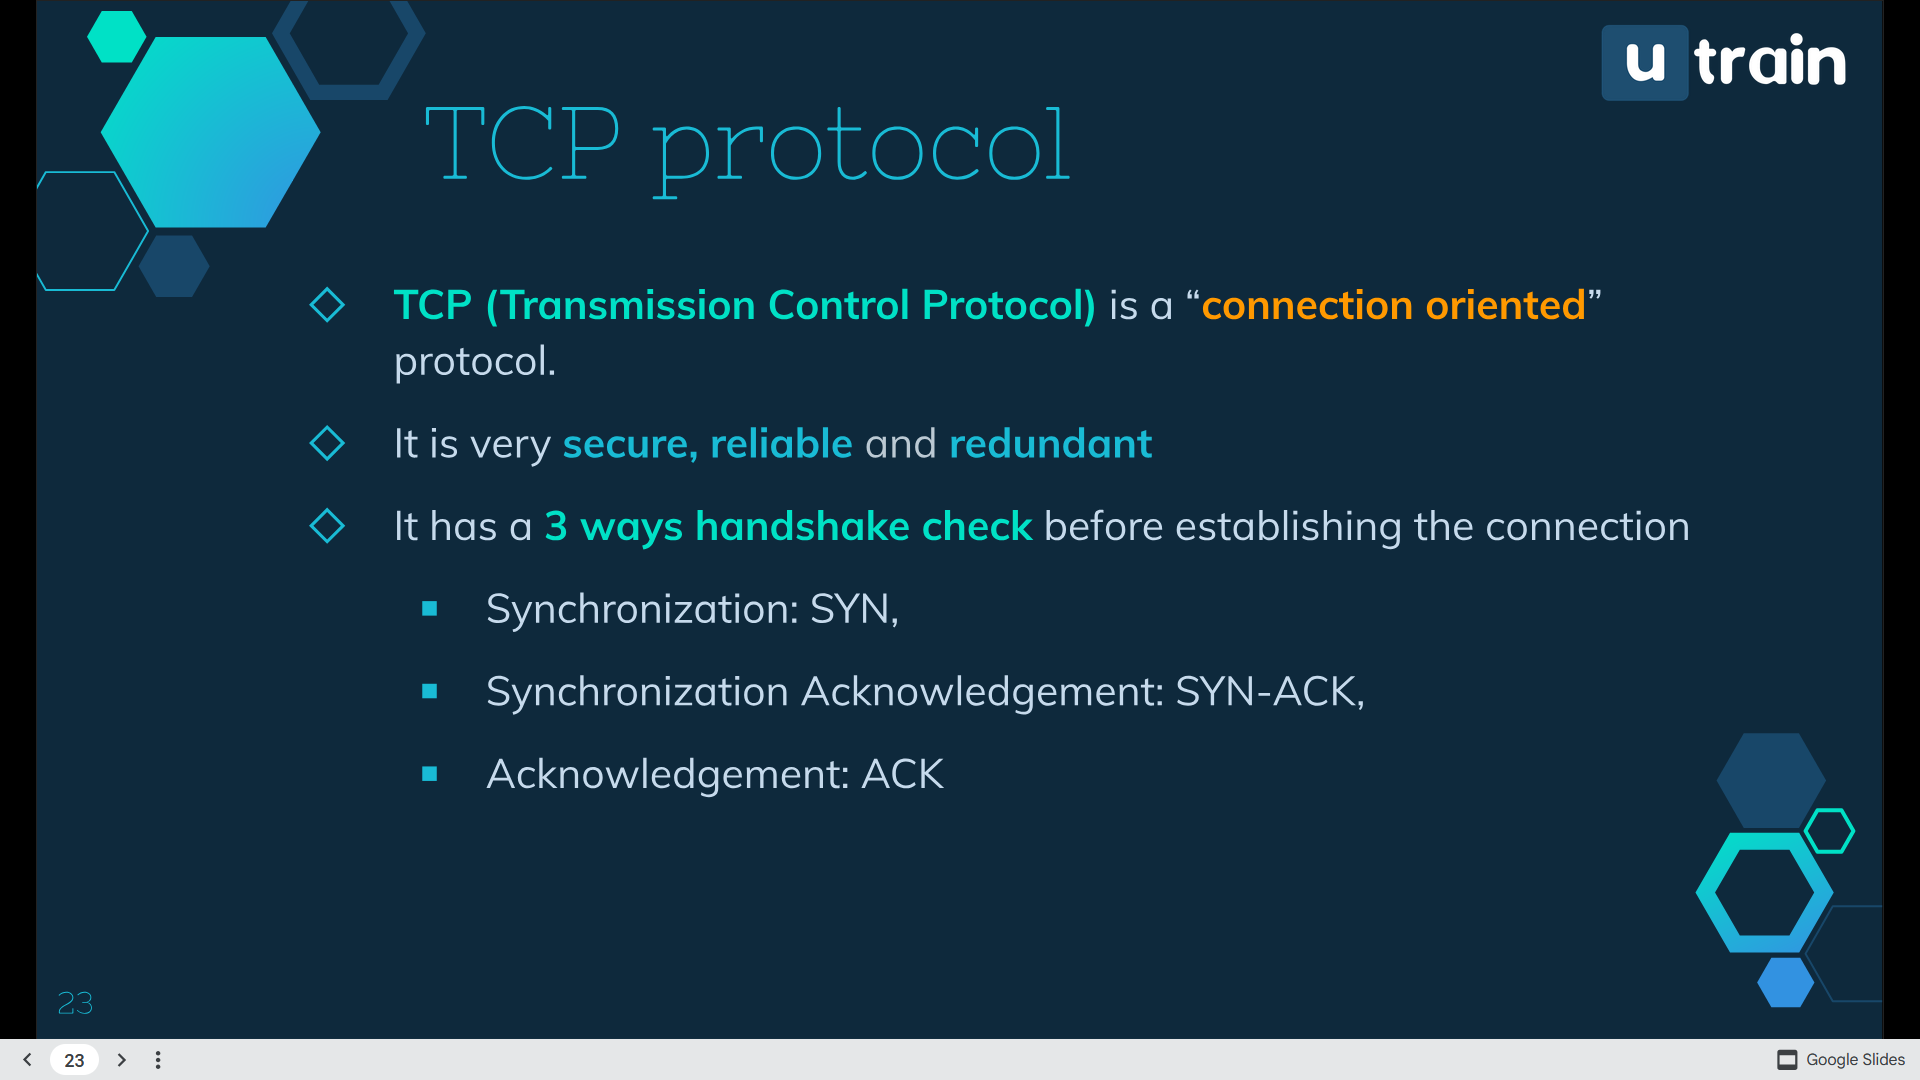 u train
TCP protocol
TCP (Transmission Control Protocol) is a “connection oriented”
protocol.
It is very secure, reliable and redundant
It has a 3 ways handshake check before establishing the connection
Synchronization: SYN,
Synchronization Acknowledgement: SYN-ACK,
Acknowledgement: ACK
23
23
Google Slides